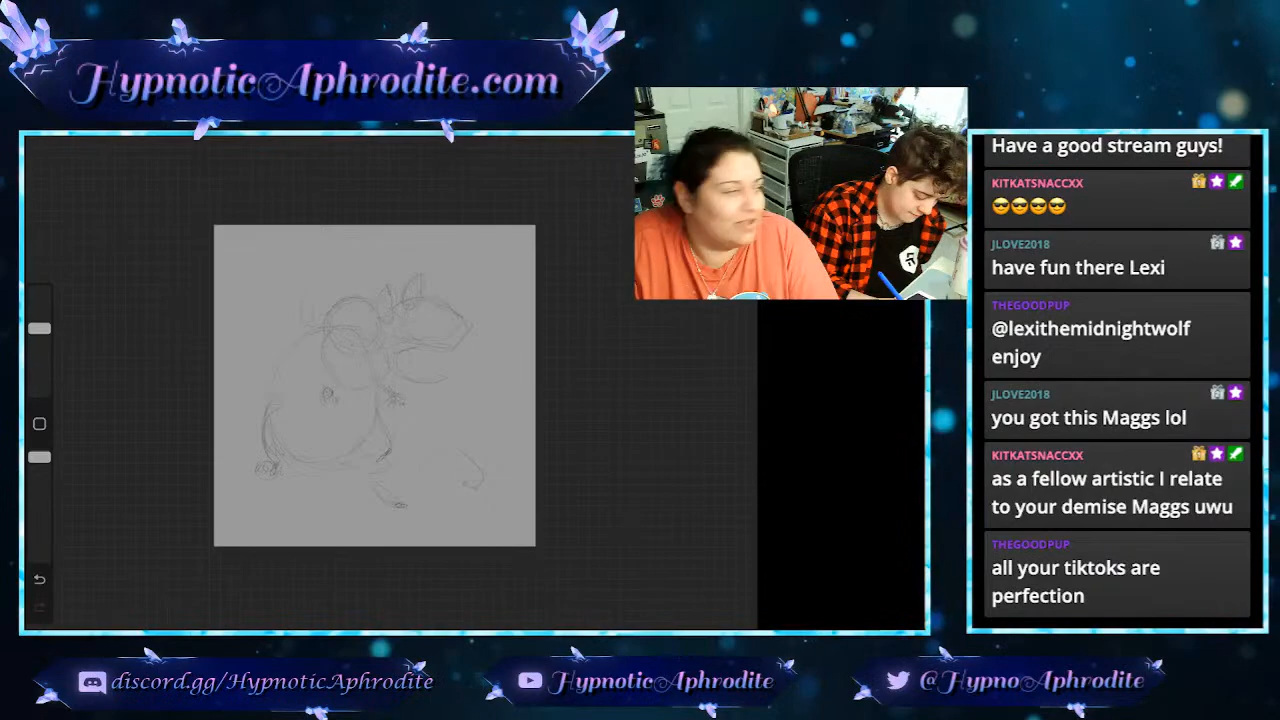 HypnoticAphrodite.com
Have a good stream guys!
KITKATSNACCXX
😎😎😎😎
JLOVE2018
have fun there Lexi
THEGOODPUP
@lexithemidnightwolf
enjoy
JLOVE2018
you got this Maggs lol
KITKATSNACCXX
as a fellow artistic I relate
to your demise Maggs uwu
THEGOODPUP
all your tiktoks are
perfection
discord.gg/HypnoticAphrodite
HypnoticAphrodite
@HypnoAphrodite